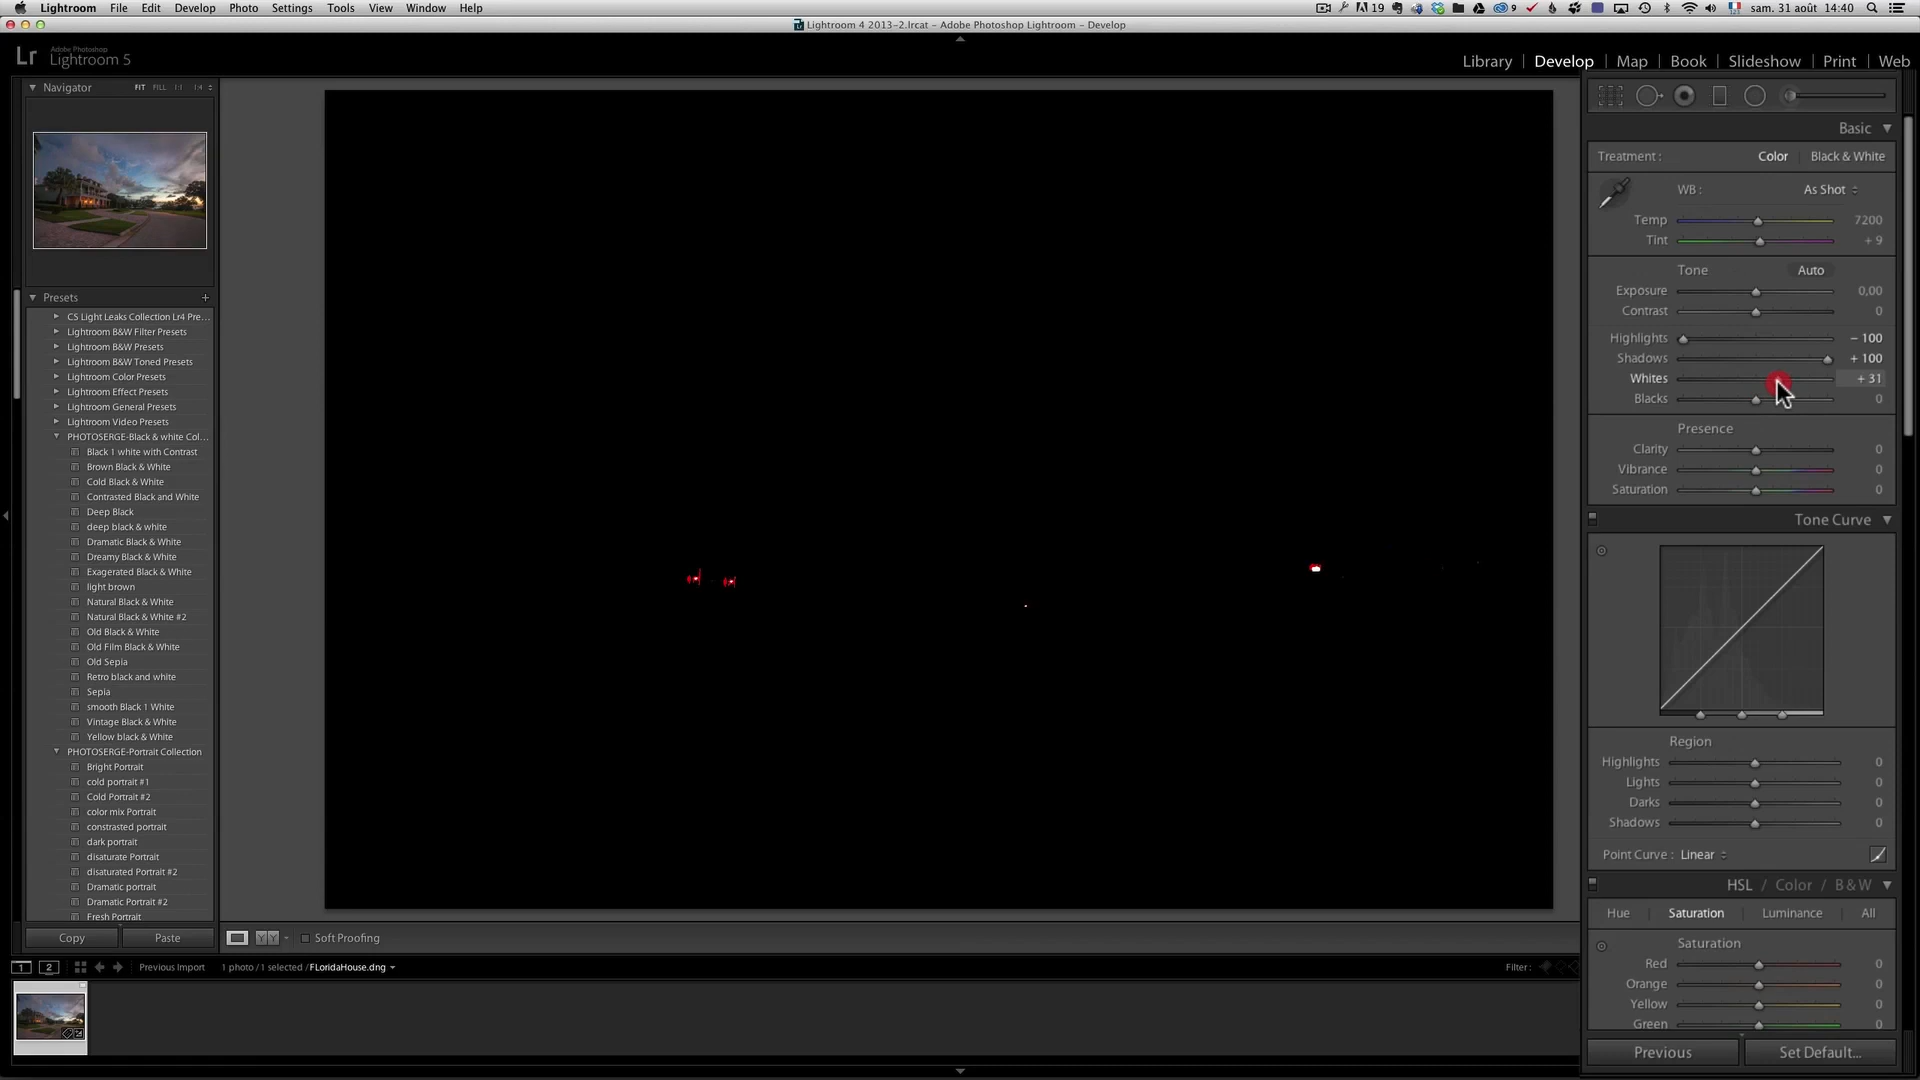 Lightroom File Edit Develop Photo Settings Tools View Window Help
19 9 sam. 31 août 14:40
Lightroom 4 2013-2.lrcat - Adobe Photoshop Lightroom - Develop
Lr Adobe Photoshop
Lightroom 5
Library | Develop | Map | Book | Slideshow | Print | Web
Navigator FIT FILL 1:1
Presets +
CS Light Leaks Collection Lr4 Pre...
Lightroom B&W Filter Presets
Lightroom B&W Presets
Lightroom B&W Toned Presets
Lightroom Color Presets
Lightroom Effect Presets
Lightroom General Presets
Lightroom Video Presets
PHOTOSERGE-Black & white Col...
Black 1 white with Contrast
Brown Black & White
Cold Black & White
Contrasted Black and White
Deep Black
deep black & white
Dramatic Black & White
Dreamy Black & White
Exagerated Black & White
light brown
Natural Black & White
Natural Black & White #2
Old Black & White
Old Film Black & White
Old Sepia
Retro black and white
Sepia
smooth Black 1 White
Vintage Black & White
Yellow black & White
PHOTOSERGE-Portrait Collection
Bright Portrait
cold portrait #1
Cold Portrait #2
color mix Portrait
constrasted portrait
dark portrait
disaturate Portrait
disaturated Portrait #2
Dramatic portrait
Dramatic Portrait #2
Fresh Portrait
Copy Paste
Soft Proofing
1 2 Previous Import 1 photo / 1 selected / FLoridaHouse.dng
Filter :
Basic
Treatment : Color | Black & White
WB : As Shot
Temp 7200
Tint + 9
Tone Auto
Exposure 0,00
Contrast 0
Highlights - 100
Shadows + 100
Whites + 31
Blacks 0
Presence
Clarity 0
Vibrance 0
Saturation 0
Tone Curve
Region
Highlights 0
Lights 0
Darks 0
Shadows 0
Point Curve : Linear
HSL / Color / B & W
Hue Saturation Luminance All
Saturation
Red 0
Orange 0
Yellow 0
Green 0
Previous Set Default...